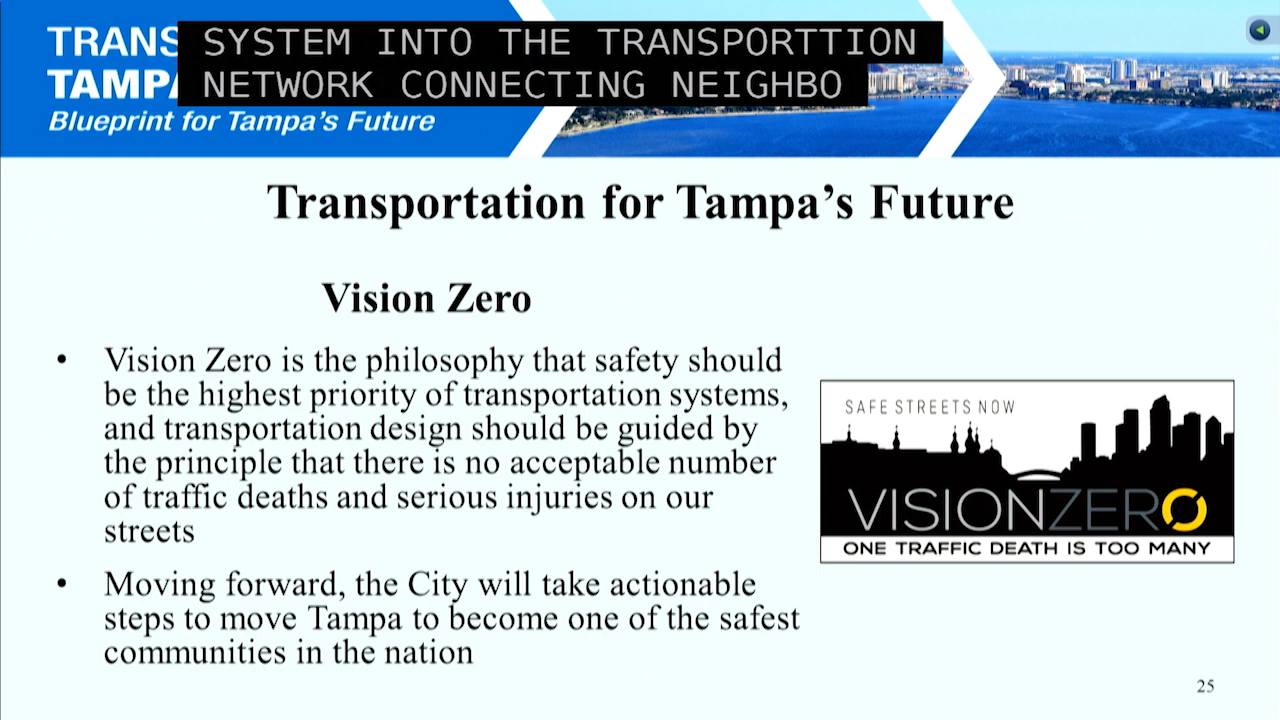 TRANS
SYSTEM INTO THE TRANSPORTTION
TAMPA
NETWORK CONNECTING NEIGHBO
Blueprint for Tampa's Future
Transportation for Tampa's Future
Vision Zero
• Vision Zero is the philosophy that safety should
be the highest priority of transportation systems,
and transportation design should be guided by
the principle that there is no acceptable number
of traffic deaths and serious injuries on our
streets
• Moving forward, the City will take actionable
steps to move Tampa to become one of the safest
communities in the nation
SAFE STREETS NOW
VISIONZERO
ONE TRAFFIC DEATH IS TOO MANY
25